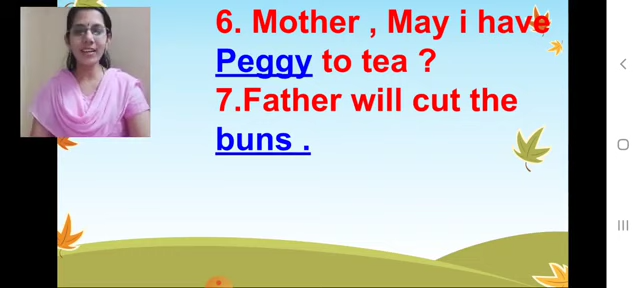 6. Mother , May i have
Peggy to tea ?
7.Father will cut the
buns .